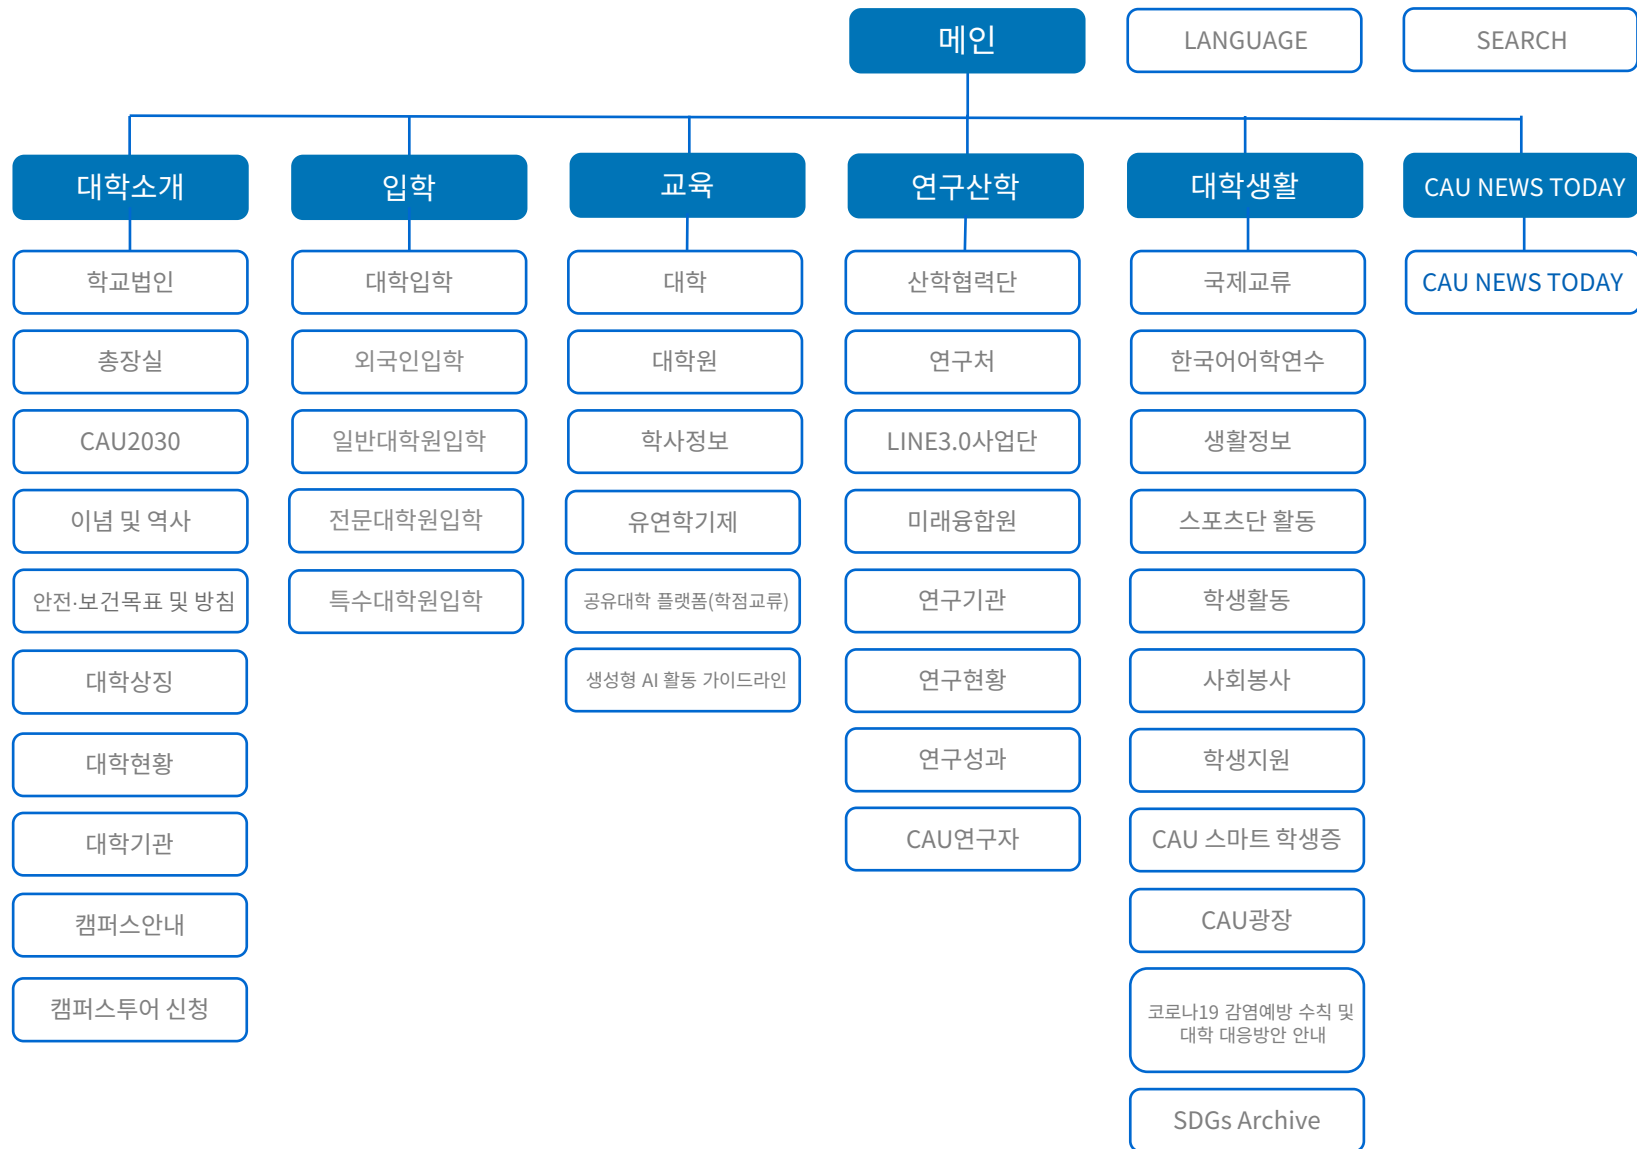 메인
LANGUAGE
SEARCH
대학소개
입학
교육
연구산학
대학생활
CAU NEWS TODAY
학교법인
총장실
CAU2030
이념 및 역사
안전·보건목표 및 방침
대학상징
대학현황
대학기관
캠퍼스안내
캠퍼스투어 신청
대학입학
외국인입학
일반대학원입학
전문대학원입학
특수대학원입학
대학
대학원
학사정보
유연학기제
공유대학 플랫폼(학점교류)
생성형 AI 활동 가이드라인
산학협력단
연구처
LINE3.0사업단
미래융합원
연구기관
연구현황
연구성과
CAU연구자
국제교류
한국어어학연수
생활정보
스포츠단 활동
학생활동
사회봉사
학생지원
CAU 스마트 학생증
CAU광장
코로나19 감염예방 수칙 및
대학 대응방안 안내
SDGs Archive
CAU NEWS TODAY